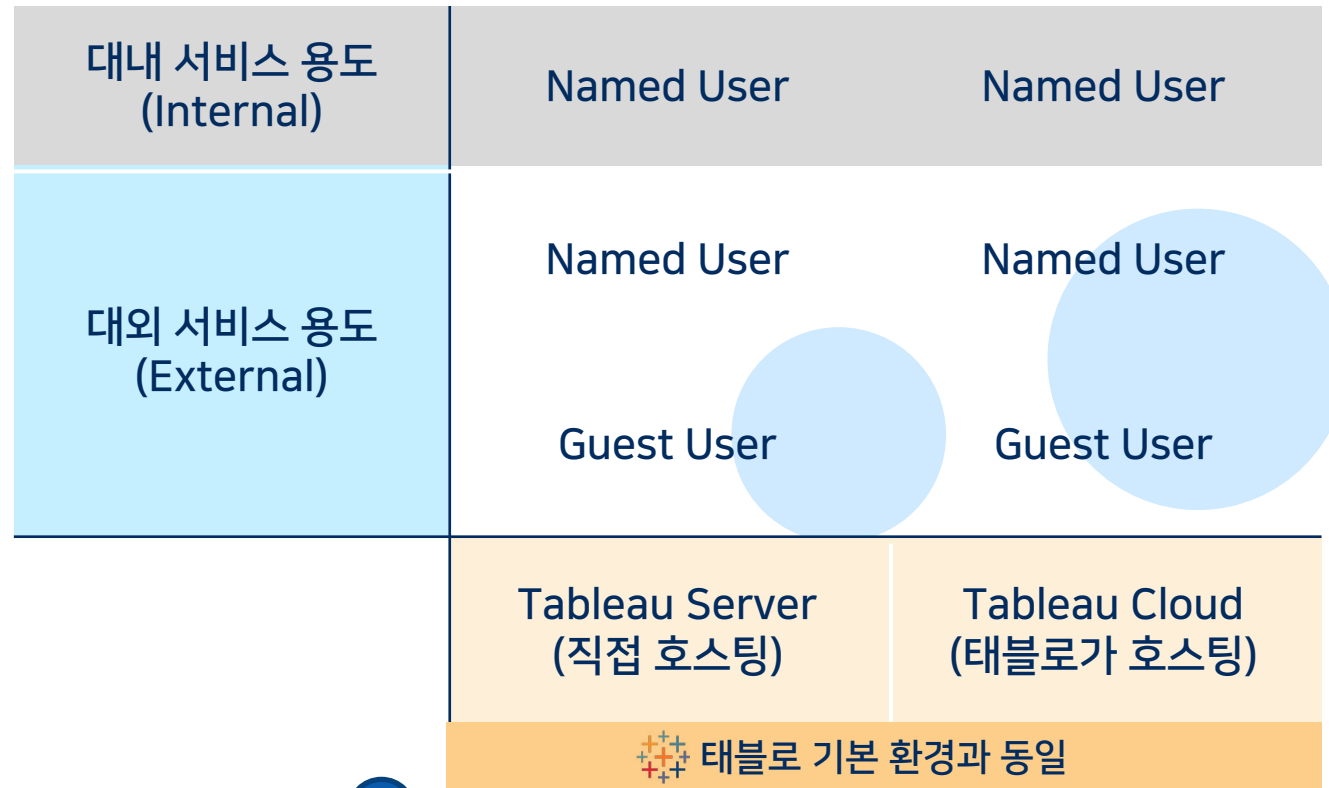 대내 서비스 용도
(Internal)
Named User
Named User
대외 서비스 용도
(External)
Named User
Named User
Guest User
Guest User
Tableau Server
(직접 호스팅)
Tableau Cloud
(태블로가 호스팅)
태블로 기본 환경과 동일